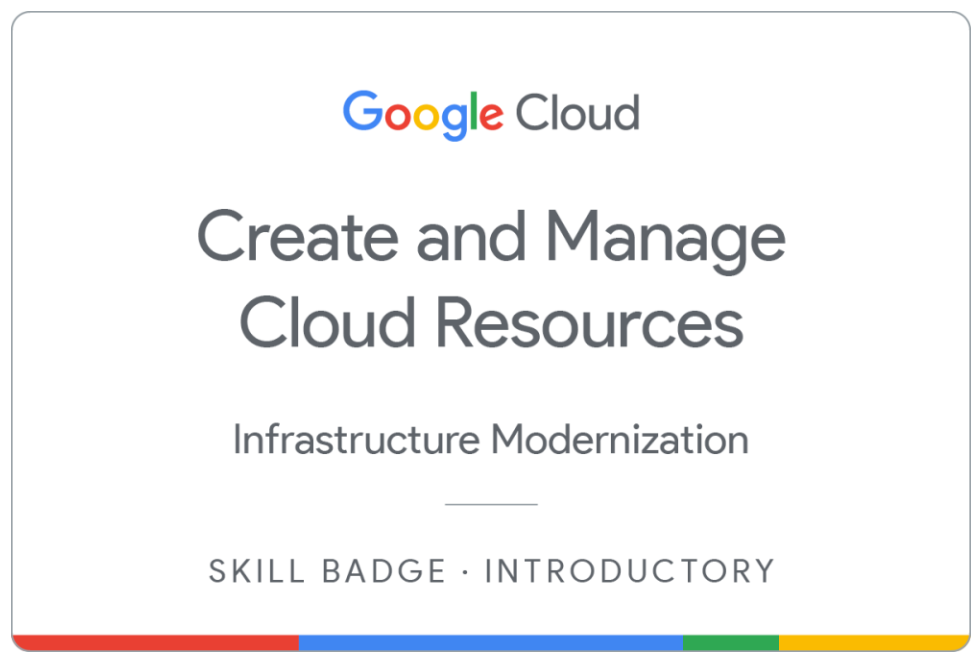 Google Cloud
Create and Manage
Cloud Resources
Infrastructure Modernization
SKILL BADGE · INTRODUCTORY